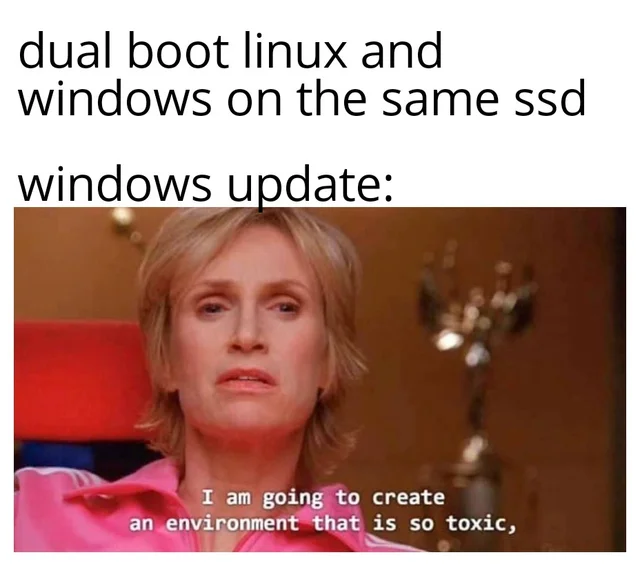 dual boot linux and
windows on the same ssd
windows update:
I am going to create
an environment that is so toxic,